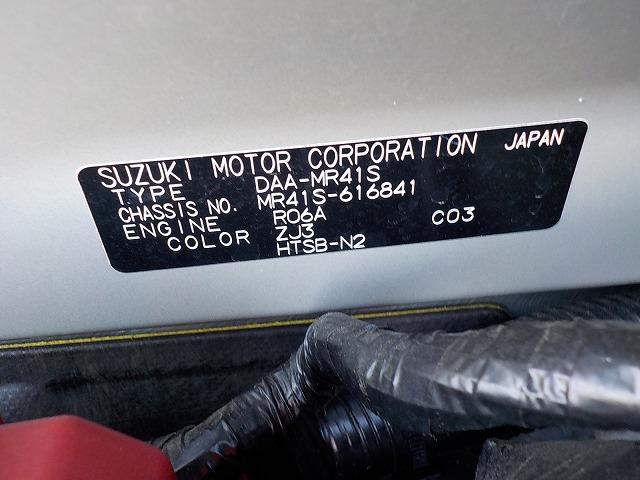 SUZUKI MOTOR CORPORATION JAPAN
TYPE DAA-MR41S
CHASSIS NO. MR41S-616841
ENGINE R06A C03
COLOR ZJ3
HTSB-N2